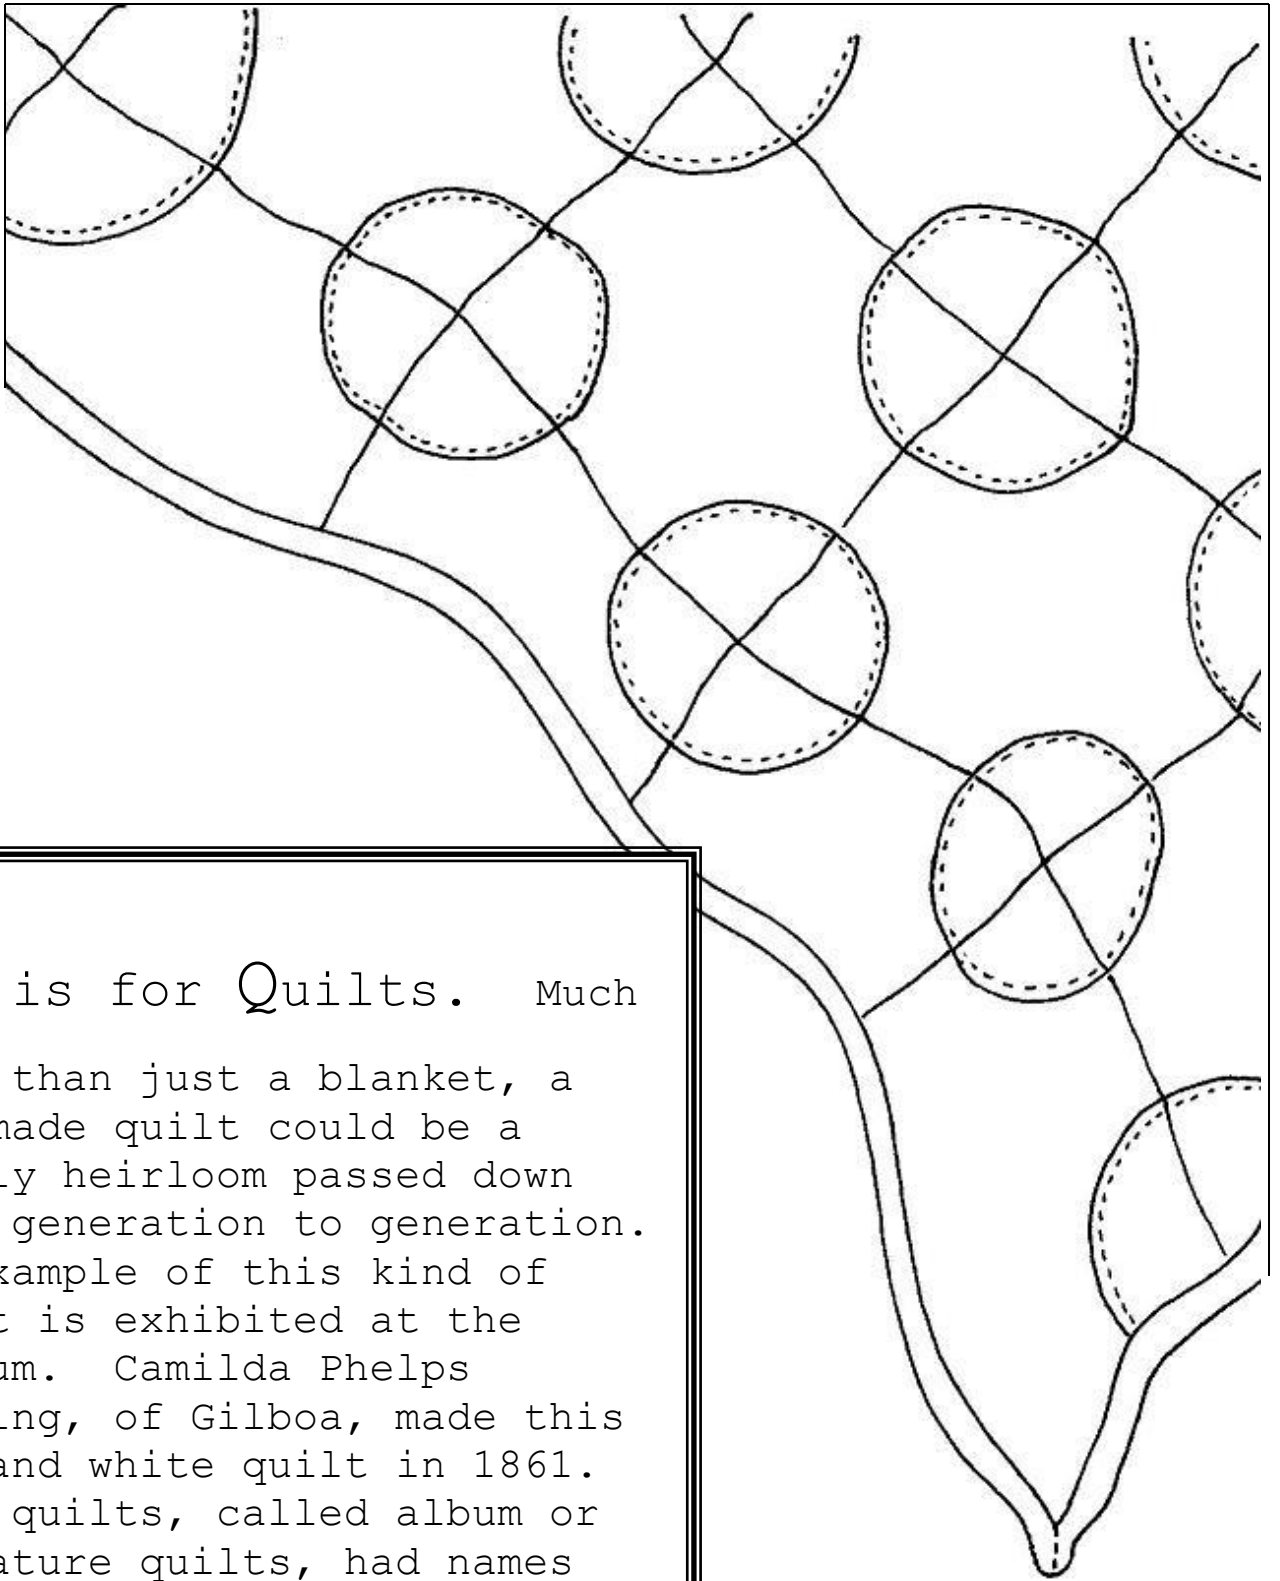 is for Quilts. Much
than just a blanket, a
made quilt could be a
ly heirloom passed down
generation to generation.
xample of this kind of
t is exhibited at the
um. Camilda Phelps
ing, of Gilboa, made this
and white quilt in 1861.
quilts, called album or
ature quilts, had names